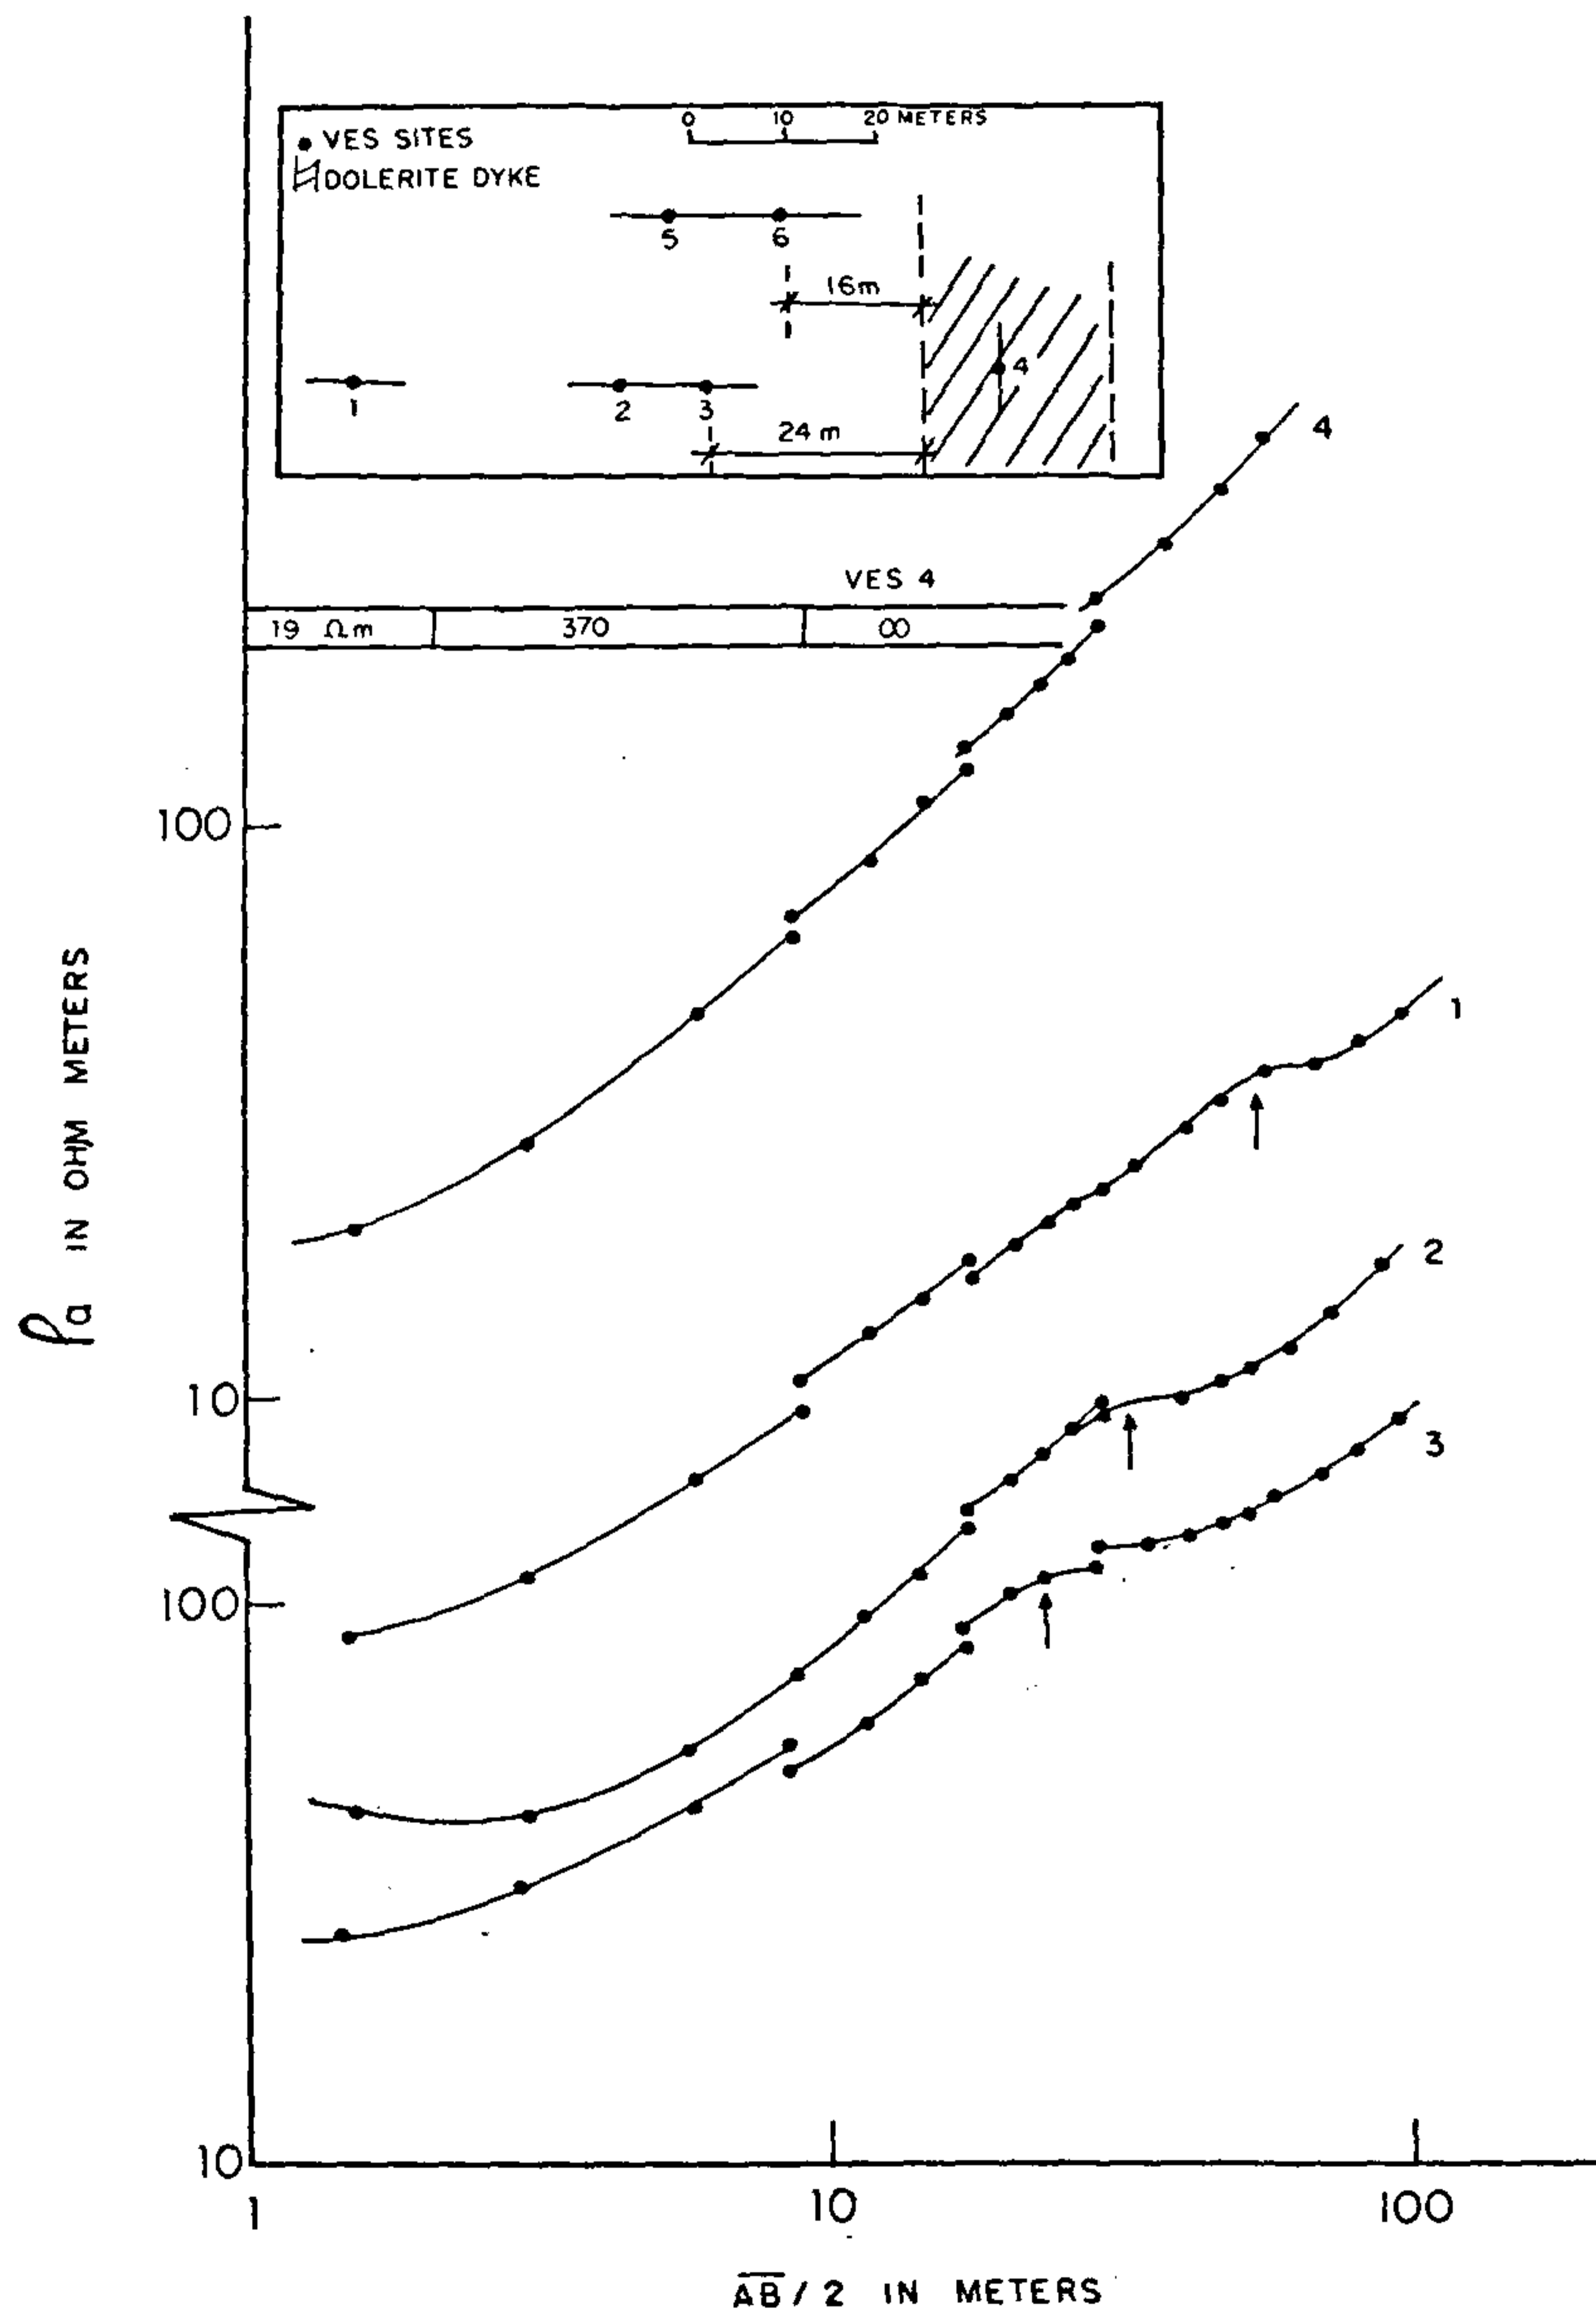 0 10 20 METERS
VES SITES
DOLERITE DYKE
5 6
16m
4
1 2 3
24 m
4
VES 4
19 Ωm 370 ∞
100
1
ρa IN OHM METERS
2
10
3
100
10
1 10 100
AB/2 IN METERS